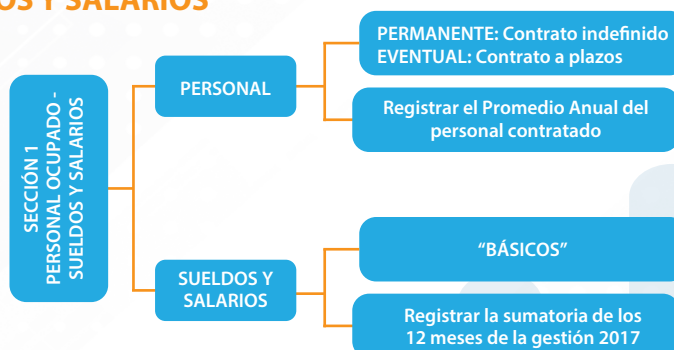 OS Y SALARIOS
SECCIÓN 1
PERSONAL OCUPADO -
SUELDOS Y SALARIOS
PERSONAL
PERMANENTE: Contrato indefinido
EVENTUAL: Contrato a plazos
Registrar el Promedio Anual del
personal contratado
SUELDOS Y
SALARIOS
“BÁSICOS”
Registrar la sumatoria de los
12 meses de la gestión 2017